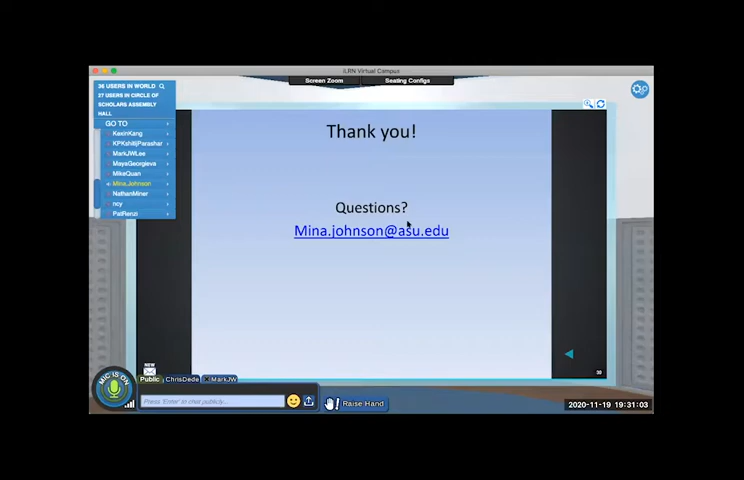 iLRN Virtual Campus
Screen Zoom
Seating Configs
36 USERS IN WORLD
27 USERS IN CIRCLE OF
SCHOLARS ASSEMBLY
HALL
GO TO
KexinKang
KPKshitijParashar
MarkJWLee
MayaGeorgieva
MikeQuan
Mina.Johnson
NathanMiner
ncy
PatRenzi
Thank you!
Questions?
Mina.johnson@asu.edu
39
NEW
Public
ChrisDede
MarkJW
MIC IS ON
Press 'Enter' to chat publicly...
Raise Hand
2020-11-19 19:31:03